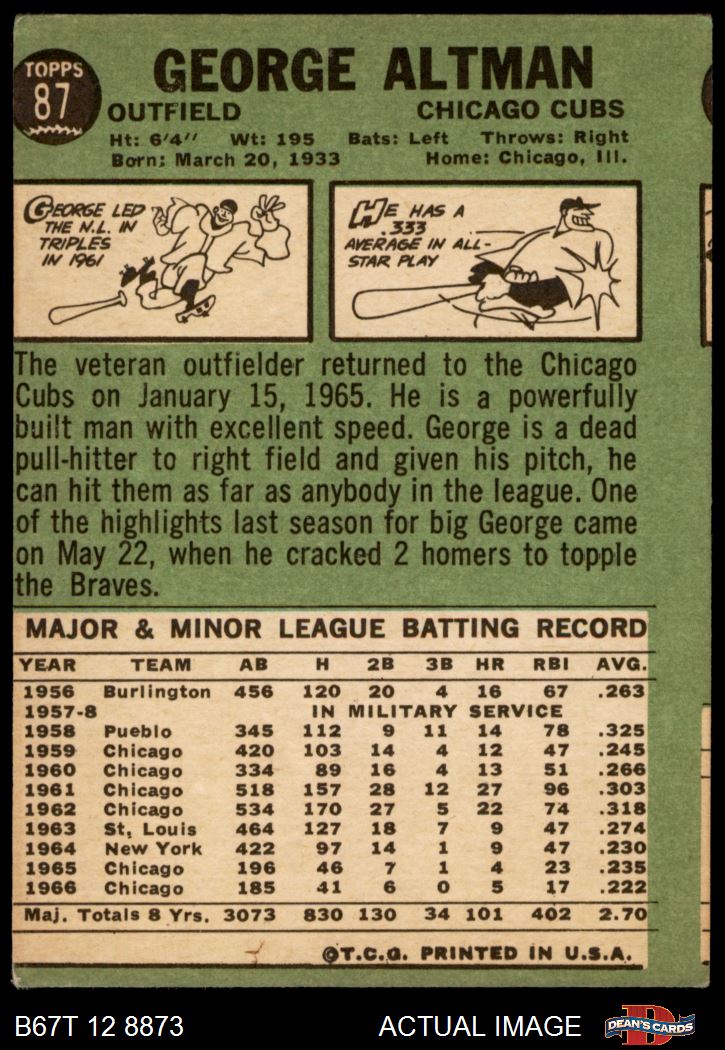 TOPPS
87
GEORGE ALTMAN
OUTFIELD CHICAGO CUBS
Ht: 6'4" Wt: 195 Bats: Left Throws: Right
Born: March 20, 1933 Home: Chicago, Ill.
GEORGE LED
THE N.L. IN
TRIPLES
IN 1961
HE HAS A
.333
AVERAGE IN ALL-
STAR PLAY
The veteran outfielder returned to the Chicago
Cubs on January 15, 1965. He is a powerfully
built man with excellent speed. George is a dead
pull-hitter to right field and given his pitch, he
can hit them as far as anybody in the league. One
of the highlights last season for big George came
on May 22, when he cracked 2 homers to topple
the Braves.
MAJOR & MINOR LEAGUE BATTING RECORD
YEAR TEAM AB H 2B 3B HR RBI AVG.
1956 Burlington 456 120 20 4 16 67 .263
1957-8 IN MILITARY SERVICE
1958 Pueblo 345 112 9 11 14 78 .325
1959 Chicago 420 103 14 4 12 47 .245
1960 Chicago 334 89 16 4 13 51 .266
1961 Chicago 518 157 28 12 27 96 .303
1962 Chicago 534 170 27 5 22 74 .318
1963 St. Louis 464 127 18 7 9 47 .274
1964 New York 422 97 14 1 9 47 .230
1965 Chicago 196 46 7 1 4 23 .235
1966 Chicago 185 41 6 0 5 17 .222
Maj. Totals 8 Yrs. 3073 830 130 34 101 402 2.70
©T.C.G. PRINTED IN U.S.A.
B67T 12 8873 ACTUAL IMAGE
D
DEAN'S CARDS